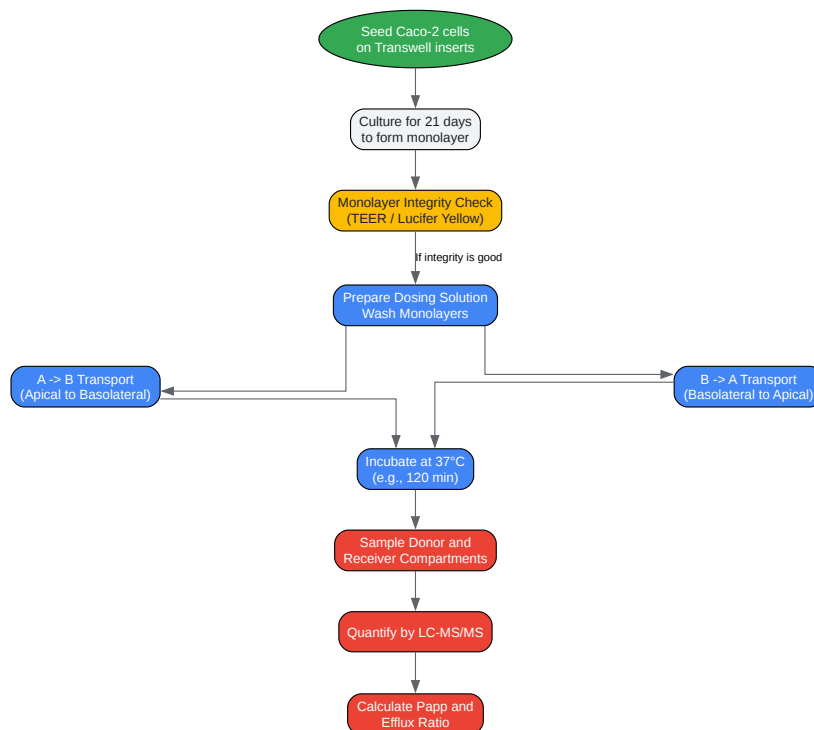 Seed Caco-2 cells
on Transwell inserts
Culture for 21 days
to form monolayer
Monolayer Integrity Check
(TEER / Lucifer Yellow)
If integrity is good
Prepare Dosing Solution
Wash Monolayers
A -> B Transport
(Apical to Basolateral)
B -> A Transport
(Basolateral to Apical)
Incubate at 37°C
(e.g., 120 min)
Sample Donor and
Receiver Compartments
Quantify by LC-MS/MS
Calculate Papp and
Efflux Ratio